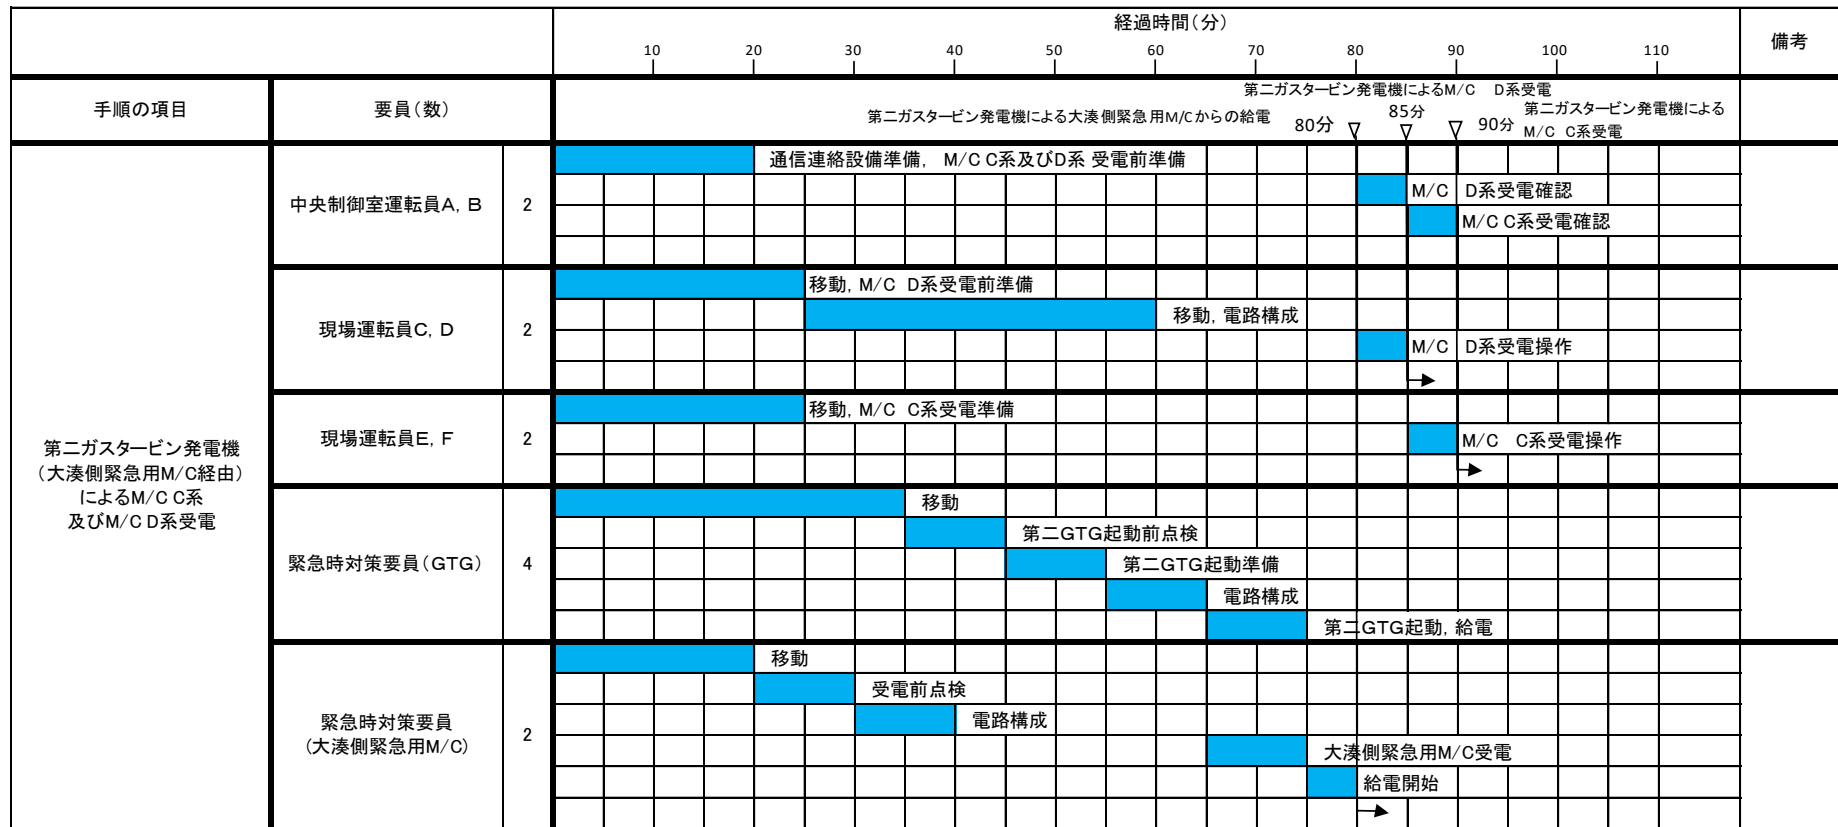 経過時間(分)
備考
10 20 30 40 50 60 70 80 90 100 110
手順の項目
要員(数)
第二ガスタービン発電機によるM/C D系受電
第二ガスタービン発電機による大湊側緊急用M/Cからの給電
80分
85分
90分
第二ガスタービン発電機による
M/C C系受電
第二ガスタービン発電機
(大湊側緊急用M/C経由)
によるM/C C系
及びM/C D系受電
中央制御室運転員A, B
2
通信連絡設備準備, M/C C系及びD系 受電前準備
M/C D系受電確認
M/C C系受電確認
現場運転員C, D
2
移動, M/C D系受電前準備
移動, 電路構成
M/C D系受電操作
現場運転員E, F
2
移動, M/C C系受電準備
M/C C系受電操作
緊急時対策要員(GTG)
4
移動
第二GTG起動前点検
第二GTG起動準備
電路構成
第二GTG起動, 給電
緊急時対策要員
(大湊側緊急用M/C)
2
移動
受電前点検
電路構成
大湊側緊急用M/C受電
給電開始